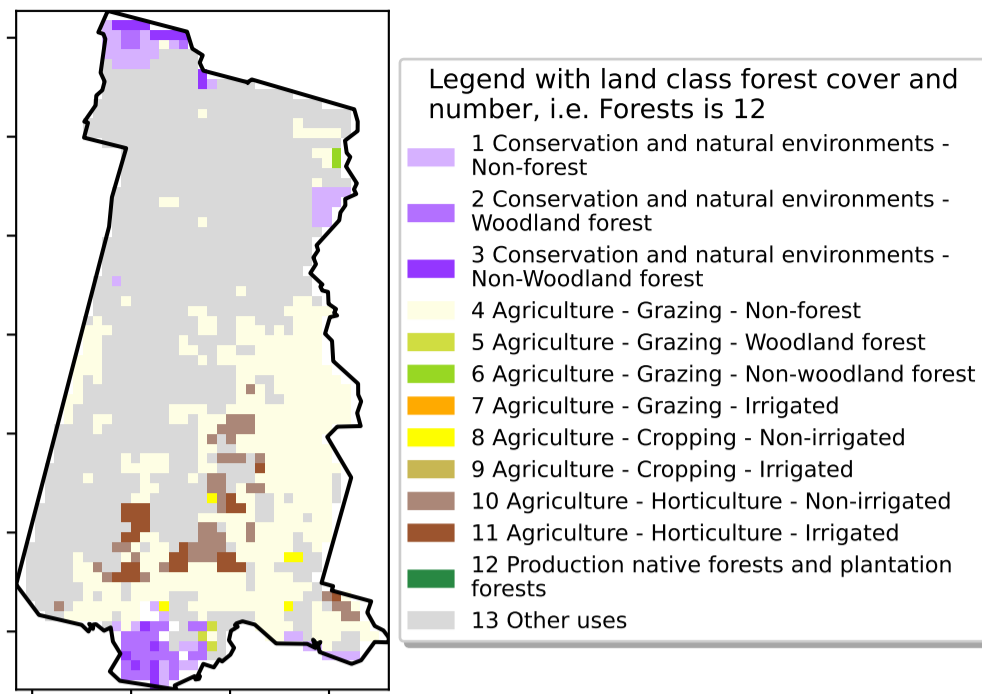 Legend with land class forest cover and
number, i.e. Forests is 12
1 Conservation and natural environments -
Non-forest
2 Conservation and natural environments -
Woodland forest
3 Conservation and natural environments -
Non-Woodland forest
4 Agriculture - Grazing - Non-forest
5 Agriculture - Grazing - Woodland forest
6 Agriculture - Grazing - Non-woodland forest
7 Agriculture - Grazing - Irrigated
8 Agriculture - Cropping - Non-irrigated
9 Agriculture - Cropping - Irrigated
10 Agriculture - Horticulture - Non-irrigated
11 Agriculture - Horticulture - Irrigated
12 Production native forests and plantation
forests
13 Other uses